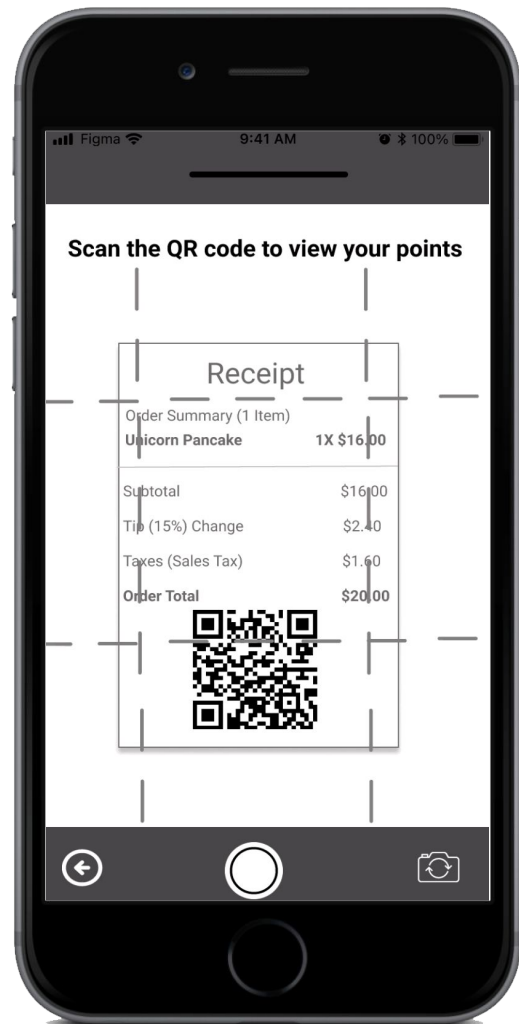 Figma 9:41 AM 100%
Scan the QR code to view your points
Receipt
Order Summary (1 Item)
Unicorn Pancake 1X $16.00
Subtotal $16.00
Tip (15%) Change $2.40
Taxes (Sales Tax) $1.60
Order Total $20.00